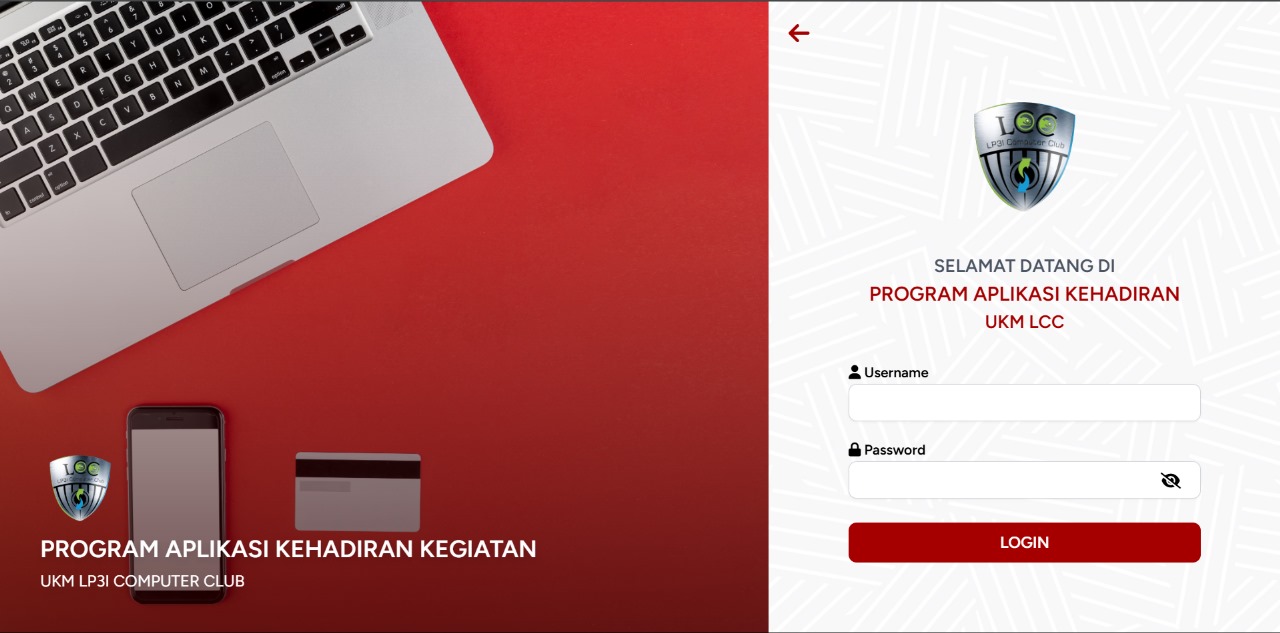 LCC
LP3I Computer Club
PROGRAM APLIKASI KEHADIRAN KEGIATAN
UKM LP3I COMPUTER CLUB
LCC
LP3I Computer Club
SELAMAT DATANG DI
PROGRAM APLIKASI KEHADIRAN
UKM LCC
Username
Password
LOGIN